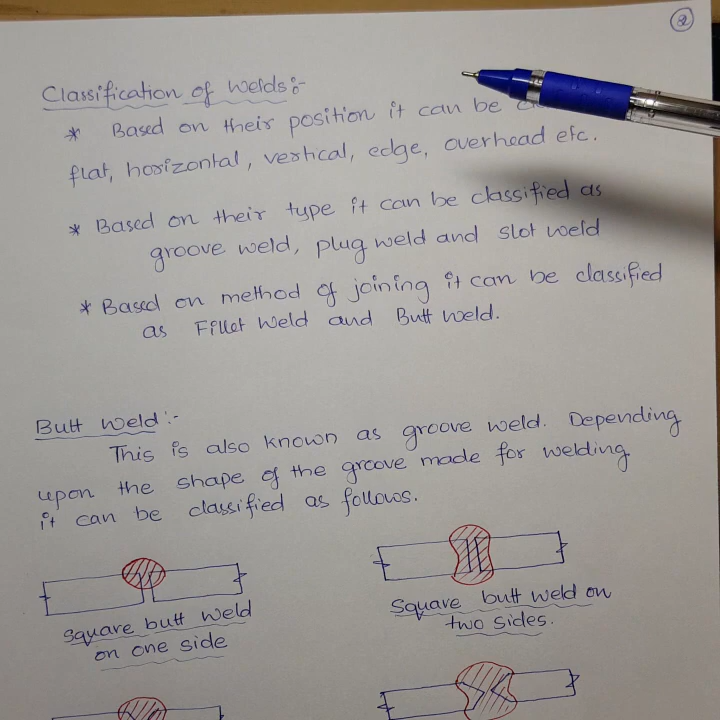 2
Classification of Welds:-
* Based on their position it can be
flat, horizontal, vertical, edge, overhead etc.
* Based on their type it can be classified as
groove weld, plug weld and slot weld
* Based on method of joining it can be classified
as Fillet weld and Butt weld.
Butt weld:-
This is also known as groove weld. Depending
upon the shape of the groove made for welding
it can be classified as follows.
Square butt weld
on one side
Square butt weld on
two sides.